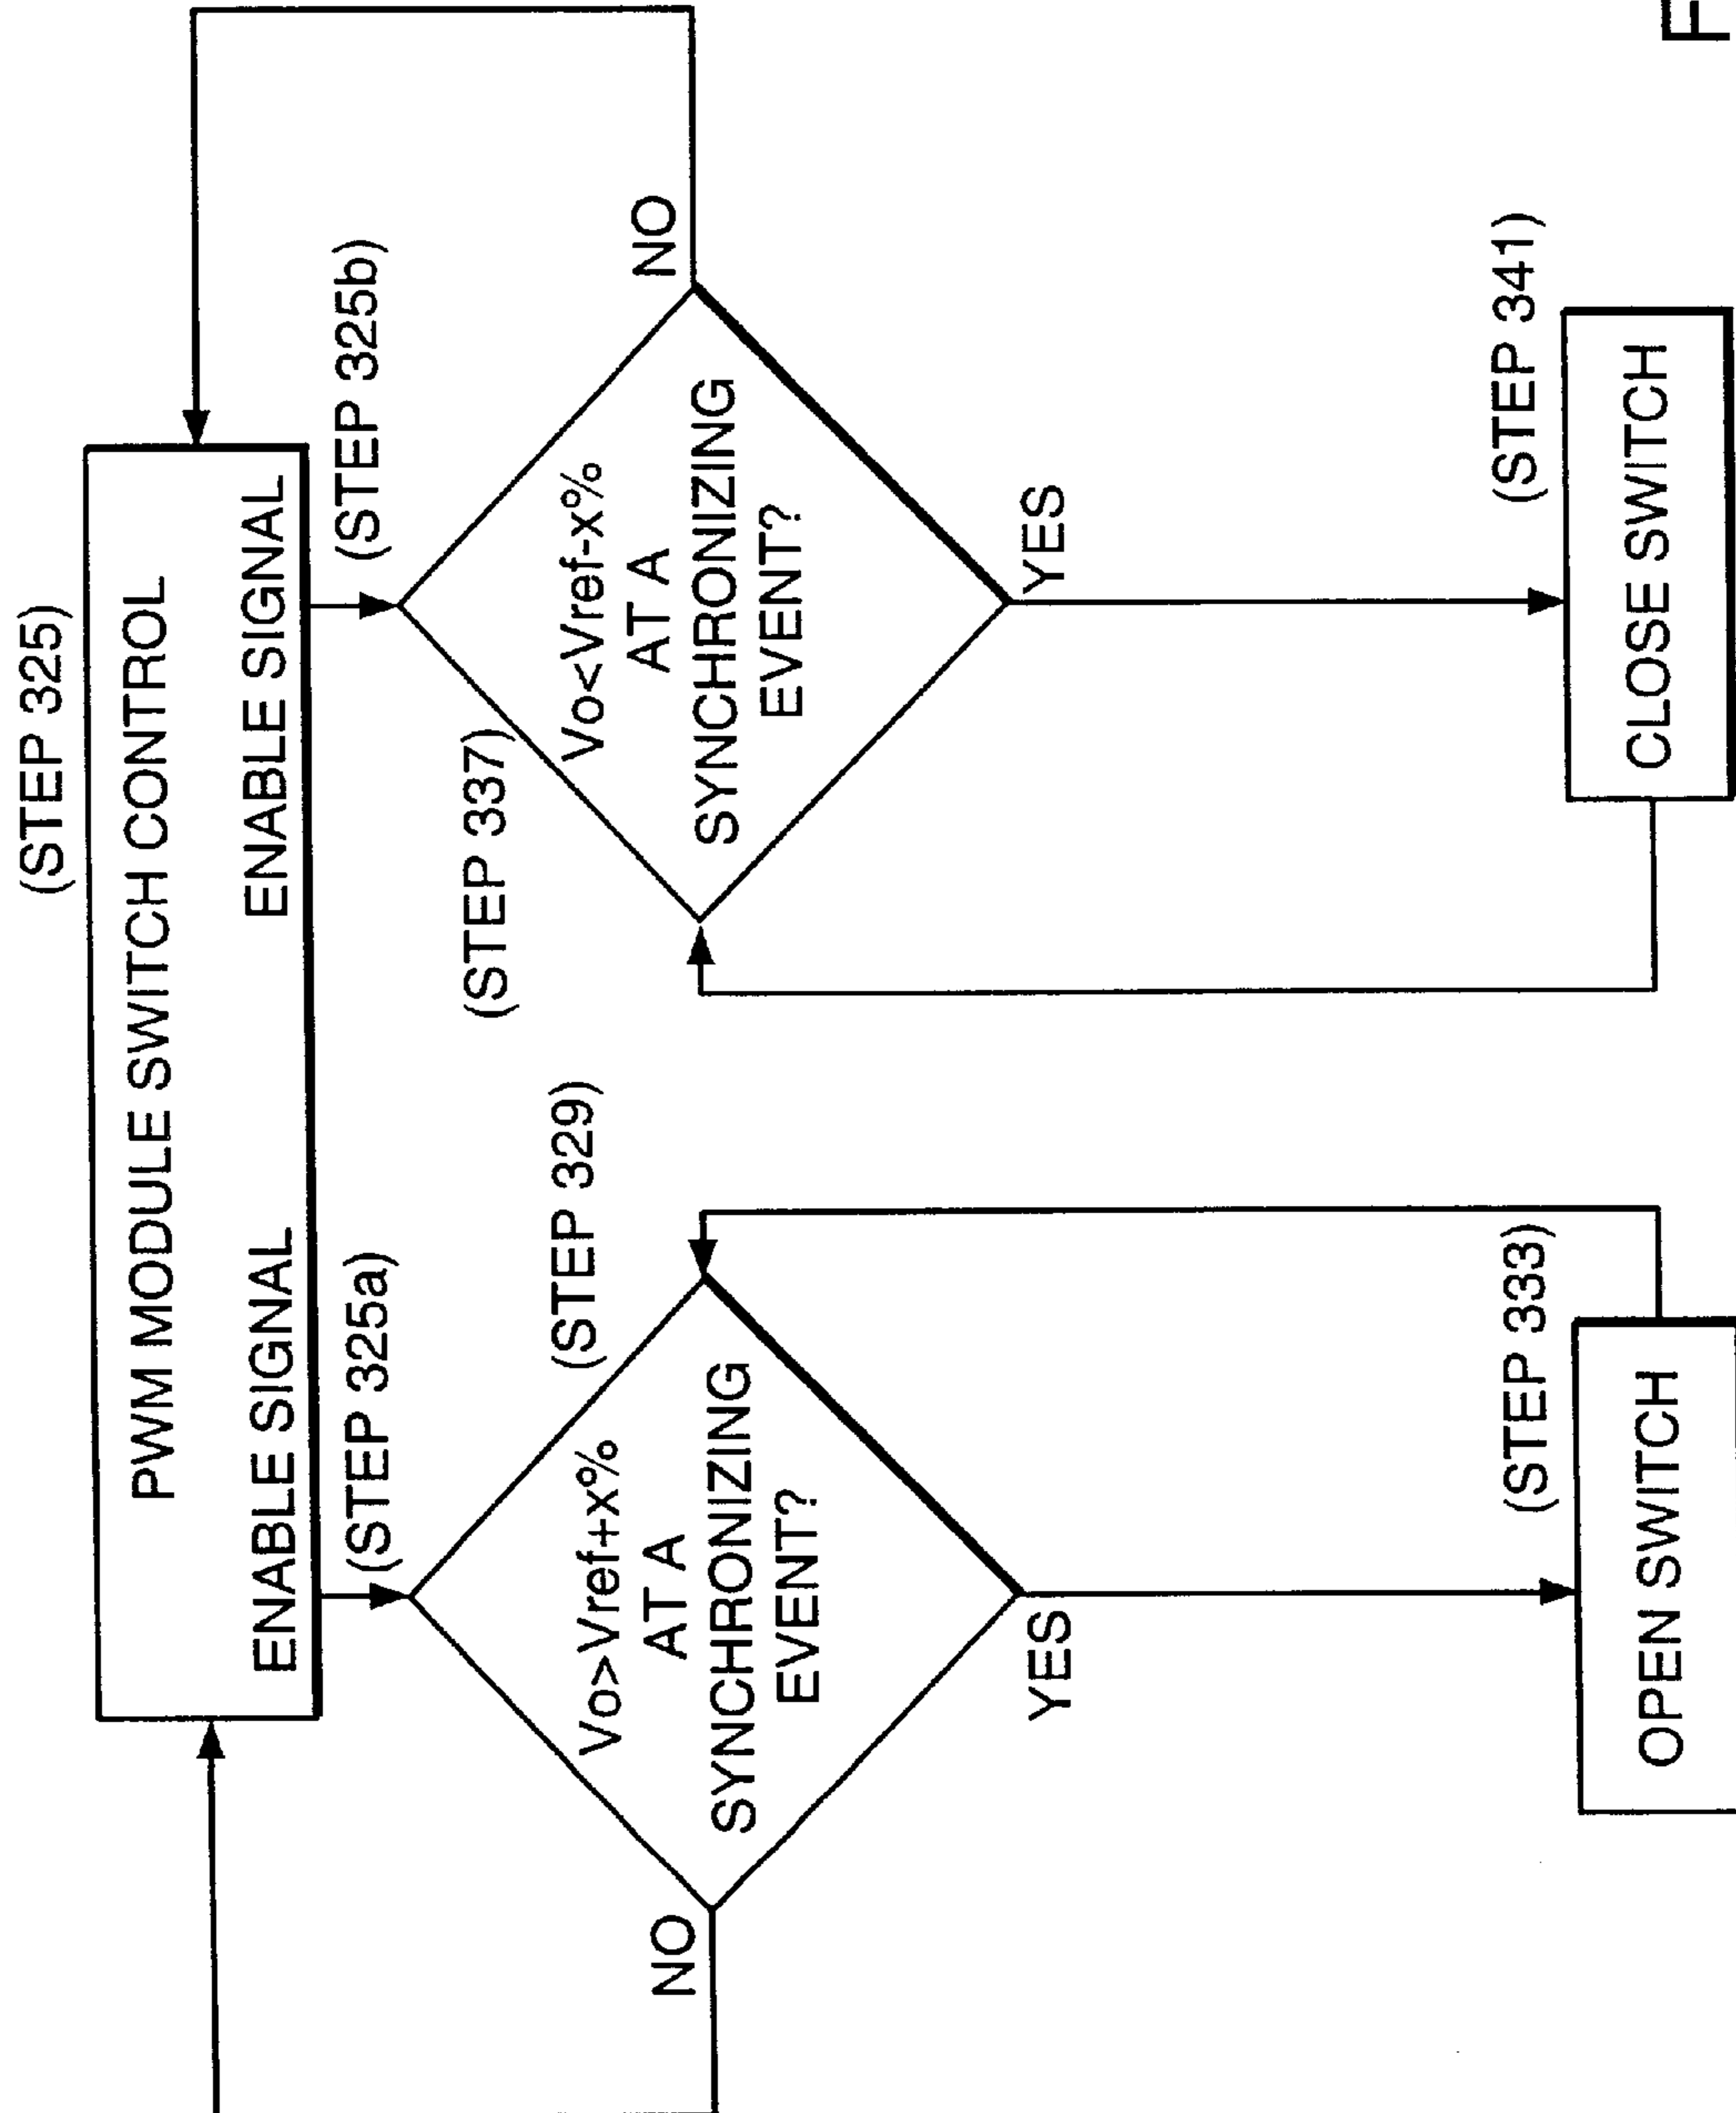 (STEP 325)
PWM MODULE SWITCH CONTROL
ENABLE SIGNAL
ENABLE SIGNAL
(STEP 325a)
(STEP 325b)
(STEP 329)
Vo>Vref+x%
AT A
SYNCHRONIZING
EVENT?
NO
YES
(STEP 333)
OPEN SWITCH
(STEP 337)
Vo<Vref-x%
AT A
SYNCHRONIZING
EVENT?
NO
YES
(STEP 341)
CLOSE SWITCH